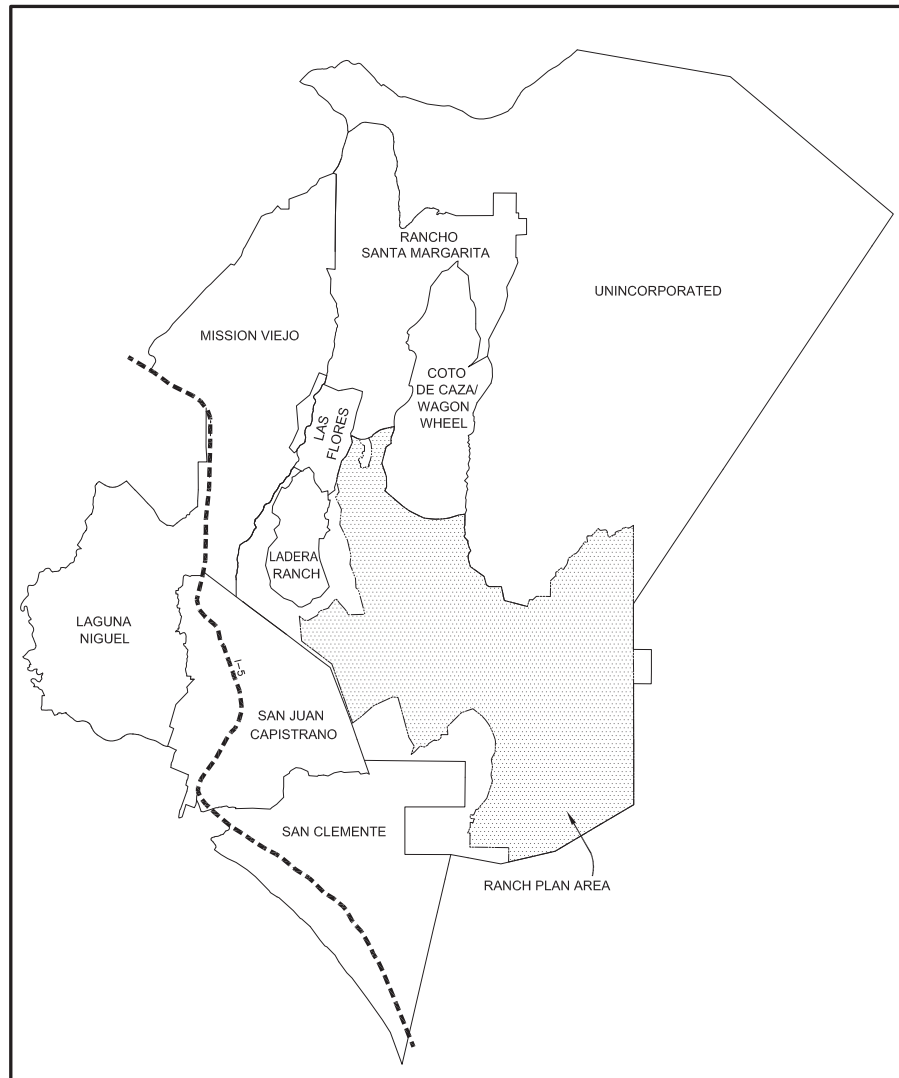 RANCHO
SANTA MARGARITA
UNINCORPORATED
MISSION VIEJO
COTO
DE CAZA/
WAGON
WHEEL
LAS
FLORES
LADERA
RANCH
LAGUNA
NIGUEL
I-5
SAN JUAN
CAPISTRANO
SAN CLEMENTE
RANCH PLAN AREA